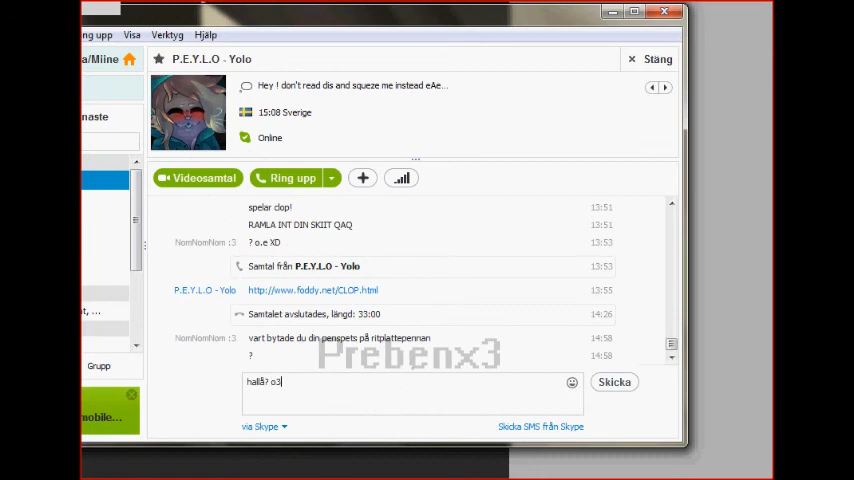 ng upp Visa Verktyg Hjälp
a/Miine
P.E.Y.L.O - Yolo
Stäng
Hey ! don't read dis and squeze me instead eAe...
naste
15:08 Sverige
Online
Videosamtal
Ring upp
spelar clop! 13:51
RAMLA INT DIN SKIIT QAQ 13:51
NomNomNom :3 ? o.e XD 13:53
Samtal från P.E.Y.L.O - Yolo 13:53
P.E.Y.L.O - Yolo http://www.foddy.net/CLOP.html 13:55
t, ...
Samtalet avslutades, längd: 33:00 14:26
NomNomNom :3 vart bytade du din penspets på ritplattepennan 14:58
? 14:58
Prebenx3
Grupp
hallå? o3
Skicka
mobile...
via Skype
Skicka SMS från Skype